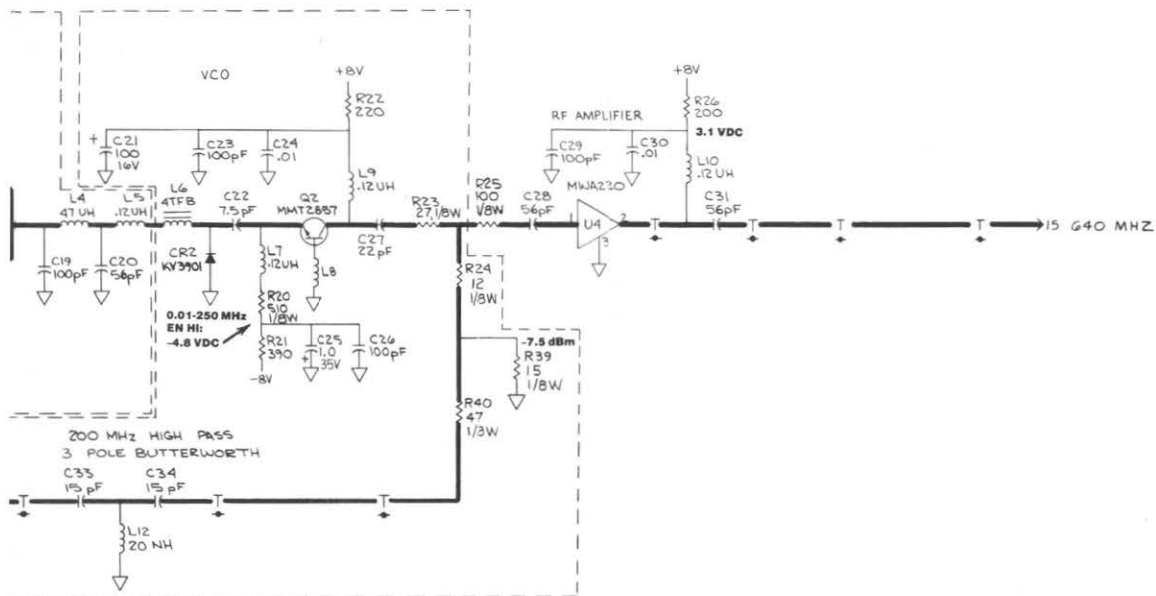 VCO
+8V
R22
220
+
C21
100
16V
C23
100pF
C24
.01
L9
.12UH
L4
.47UH
L5
.12UH
L6
4TFB
C22
7.5pF
Q2
MMT2857
C27
22pF
R23
27 1/8W
R25
100
1/8W
C28
56pF
RF AMPLIFIER
C29
100pF
C30
.01
MWA230
1
U4
2
3
+8V
R26
200
3.1 VDC
L10
.12UH
C31
56pF
T
T
T
T
15 640 MHZ
C19
100pF
C20
56pF
CR2
KV3901
L7
.12UH
L8
R20
510
1/8W
0.01-250 MHz
EN HI:
-4.8 VDC
R21
390
-8V
C25
1.0
35V
+
C26
100pF
R24
12
1/8W
-7.5 dBm
R39
15
1/8W
R40
47
1/3W
200 MHZ HIGH PASS
3 POLE BUTTERWORTH
T
C33
15pF
C34
15pF
T
T
L12
20 NH